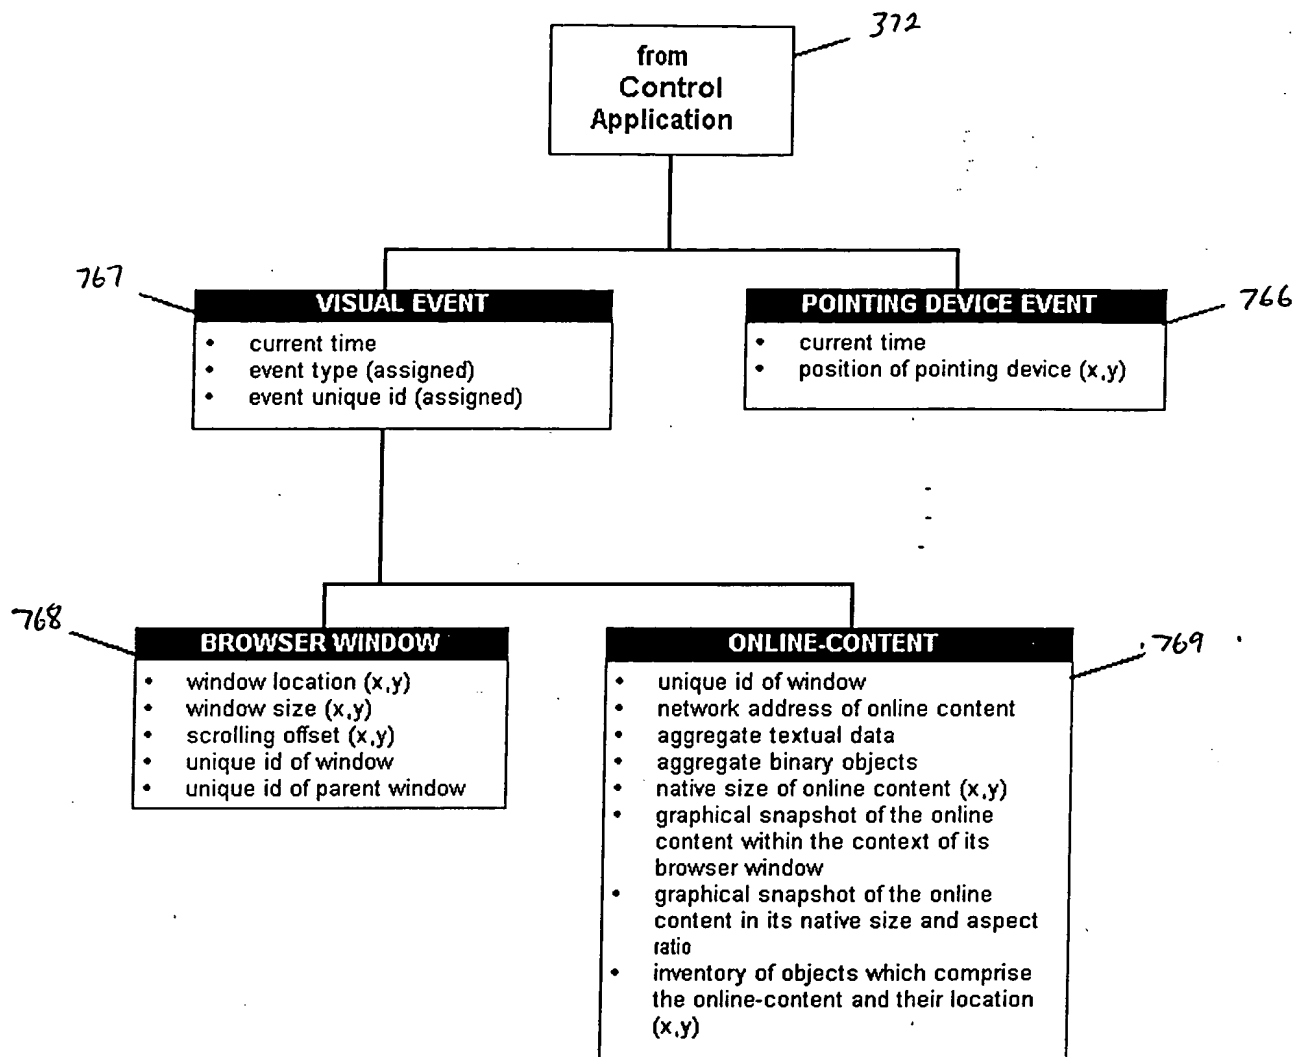 372
from
Control
Application
767
VISUAL EVENT
• current time
• event type (assigned)
• event unique id (assigned)
POINTING DEVICE EVENT
766
• current time
• position of pointing device (x,y)
768
BROWSER WINDOW
• window location (x,y)
• window size (x,y)
• scrolling offset (x,y)
• unique id of window
• unique id of parent window
ONLINE-CONTENT
769
• unique id of window
• network address of online content
• aggregate textual data
• aggregate binary objects
• native size of online content (x,y)
• graphical snapshot of the online
content within the context of its
browser window
• graphical snapshot of the online
content in its native size and aspect
ratio
• inventory of objects which comprise
the online-content and their location
(x,y)